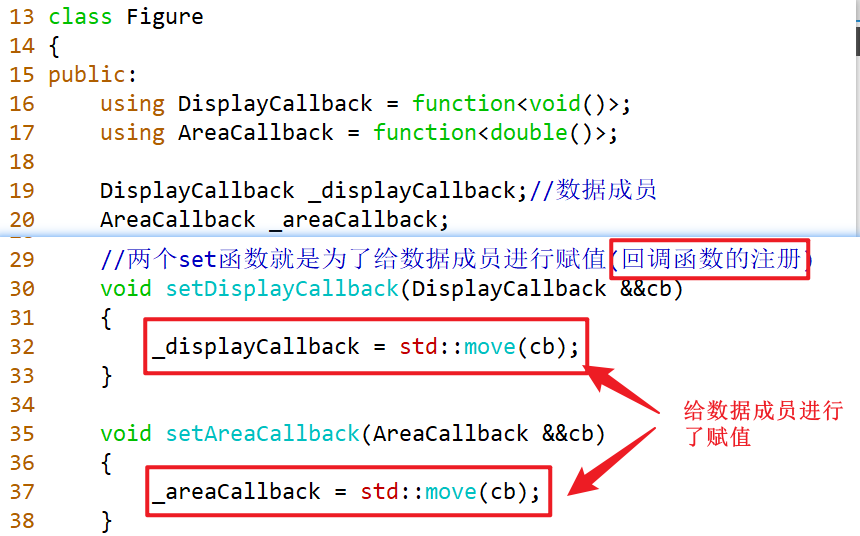 13 class Figure
14 {
15 public:
16     using DisplayCallback = function<void()>;
17     using AreaCallback = function<double()>;
18
19     DisplayCallback _displayCallback;//数据成员
20     AreaCallback _areaCallback;
29     //两个set函数就是为了给数据成员进行赋值(回调函数的注册)
30     void setDisplayCallback(DisplayCallback &&cb)
31     {
32         _displayCallback = std::move(cb);
33     }
34
35     void setAreaCallback(AreaCallback &&cb)
36     {
37         _areaCallback = std::move(cb);
38     }
给数据成员进行
了赋值